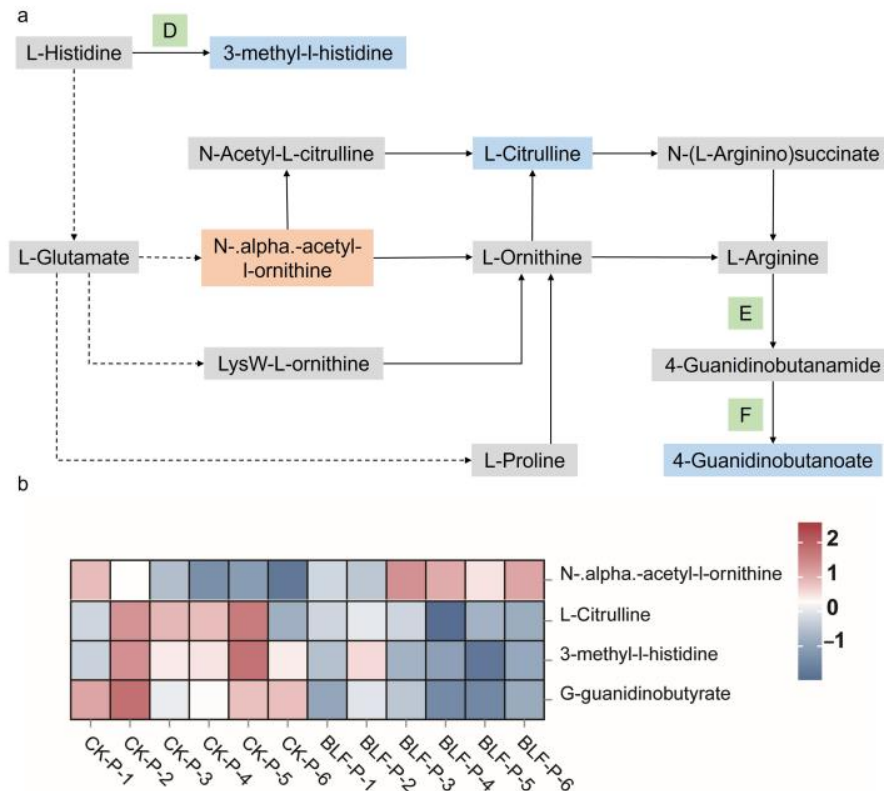 a
D
L-Histidine
3-methyl-l-histidine
N-Acetyl-L-citrulline
L-Citrulline
N-(L-Arginino)succinate
L-Glutamate
N-.alpha.-acetyl-
l-ornithine
L-Ornithine
L-Arginine
E
LysW-L-ornithine
4-Guanidinobutanamide
F
L-Proline
4-Guanidinobutanoate
b
2
1
0
−1
N-.alpha.-acetyl-l-ornithine
L-Citrulline
3-methyl-l-histidine
G-guanidinobutyrate
CK-P-1
CK-P-2
CK-P-3
CK-P-4
CK-P-5
CK-P-6
BLF-P-1
BLF-P-2
BLF-P-3
BLF-P-4
BLF-P-5
BLF-P-6